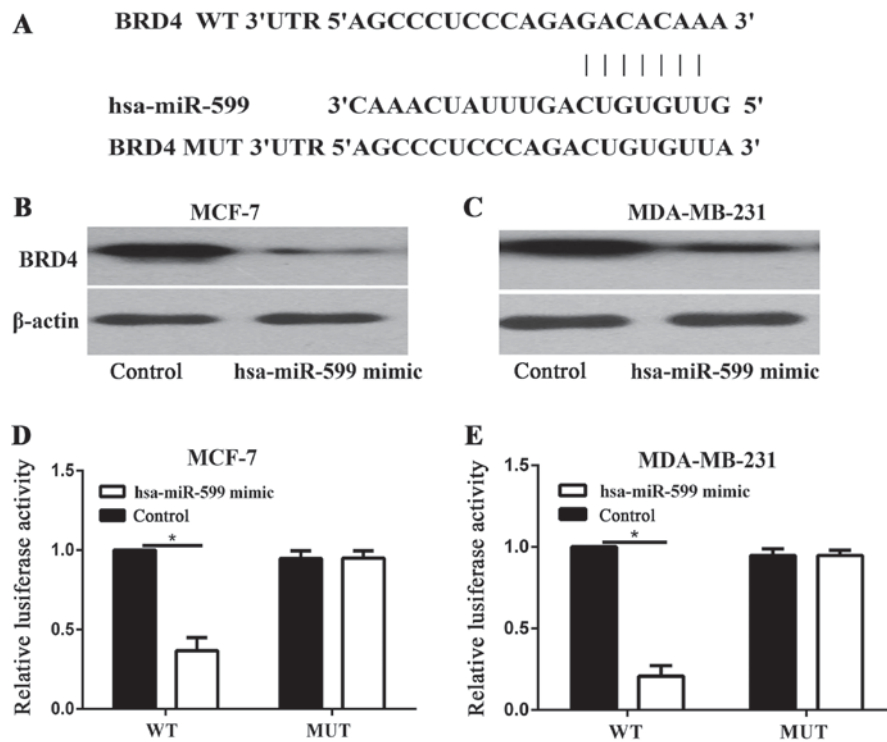 A
BRD4 WT 3'UTR 5'AGCCCUCCCAGAGACACAAA 3'
hsa-miR-599 3'CAAACUAUUUGACUGUGUUG 5'
BRD4 MUT 3'UTR 5'AGCCCUCCCAGACUGUGUUA 3'
B
MCF-7
C
MDA-MB-231
BRD4
β-actin
Control
hsa-miR-599 mimic
Control
hsa-miR-599 mimic
D
MCF-7
Relative lusiferase activity
1.5
1.0
0.5
0.0
hsa-miR-599 mimic
Control
*
WT
MUT
E
MDA-MB-231
Relative lusiferase activity
1.5
1.0
0.5
0.0
hsa-miR-599 mimic
Control
*
WT
MUT